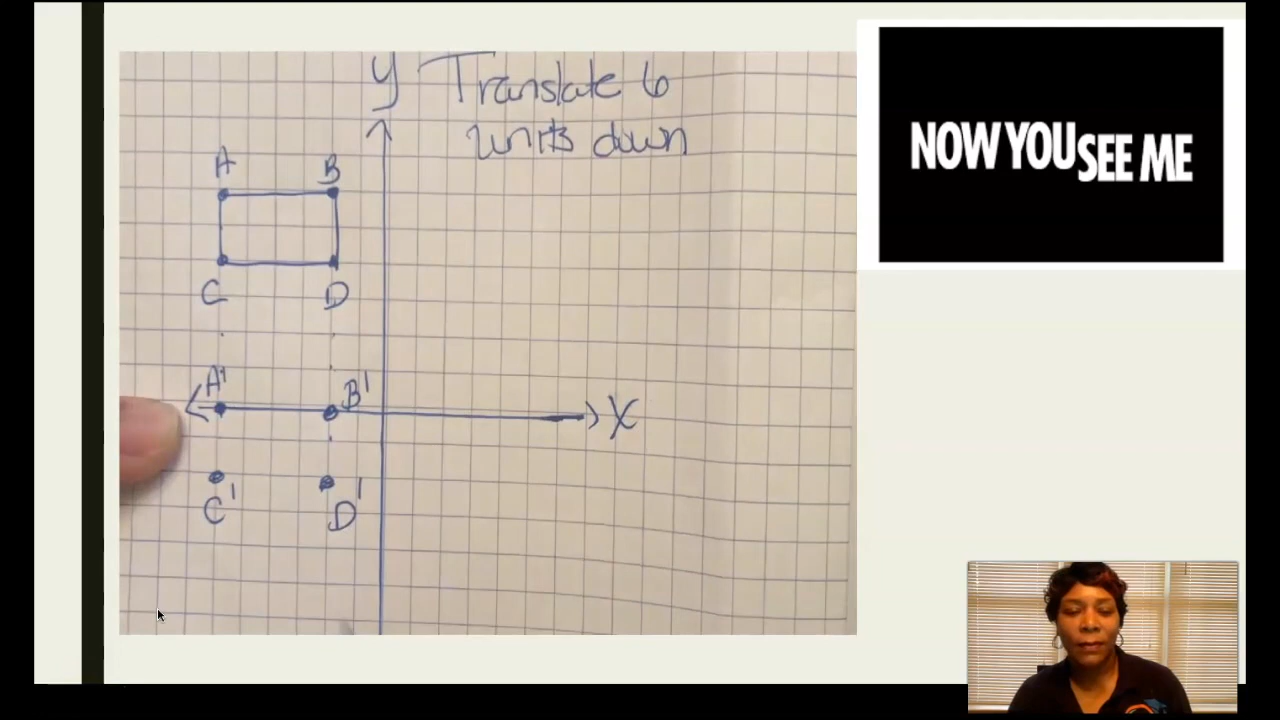 y
Translate 6
units down
A B
C D
A' B'
X
C' D'
NOW YOU SEE ME